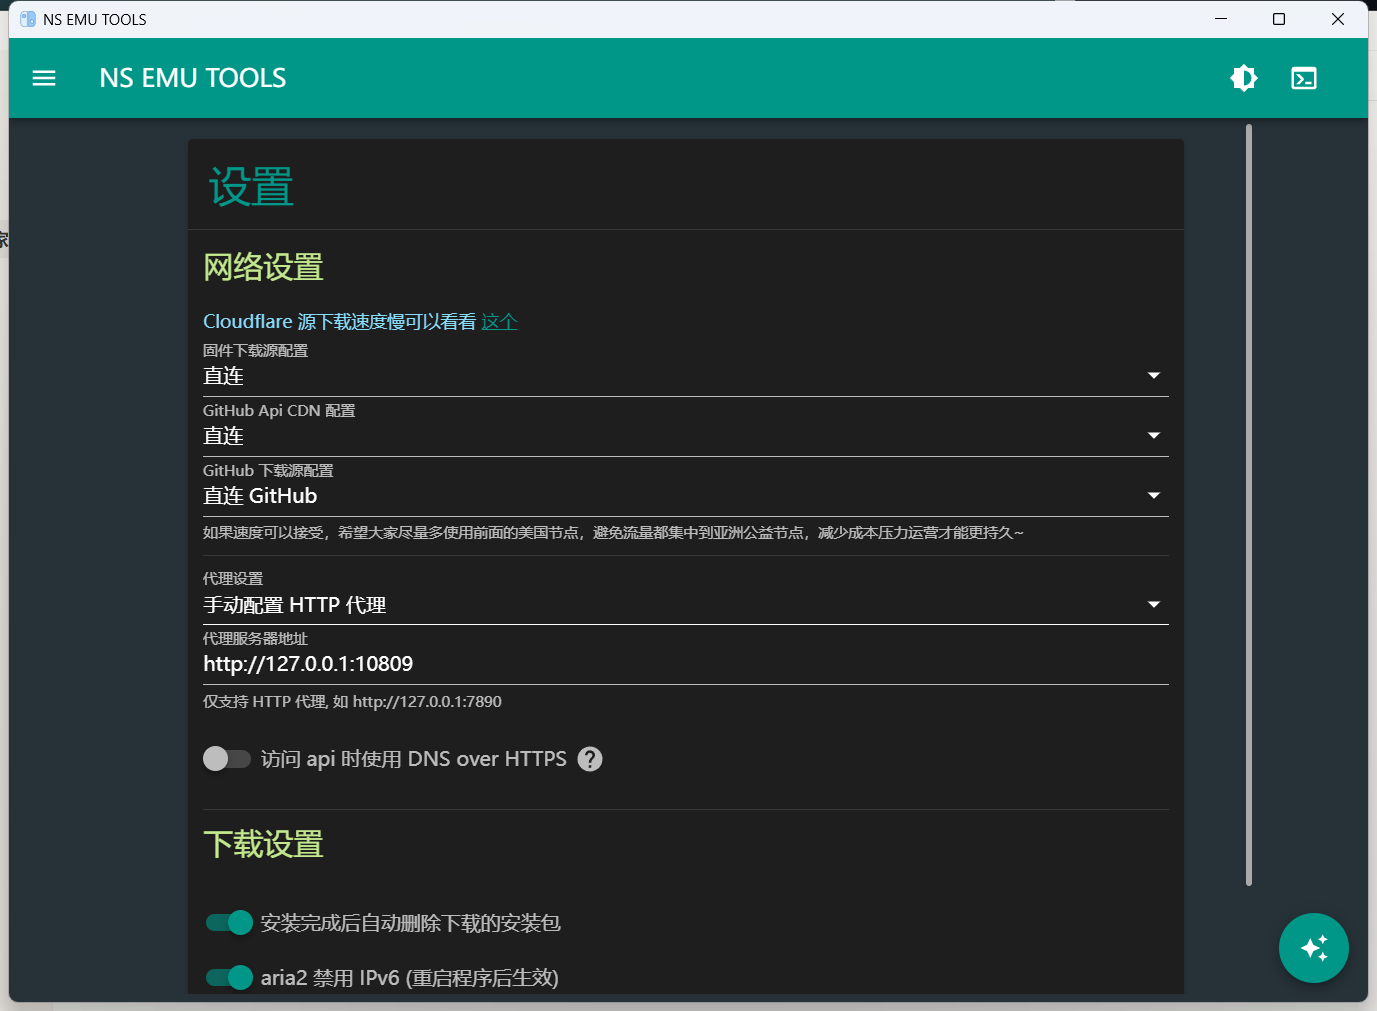 NS EMU TOOLS
NS EMU TOOLS
设置
网络设置
Cloudflare 源下载速度慢可以看看 这个
固件下载源配置
直连
GitHub Api CDN 配置
直连
GitHub 下载源配置
直连 GitHub
如果速度可以接受，希望大家尽量多使用前面的美国节点，避免流量都集中到亚洲公益节点，减少成本压力运营才能更持久~
代理设置
手动配置 HTTP 代理
代理服务器地址
http://127.0.0.1:10809
仅支持 HTTP 代理, 如 http://127.0.0.1:7890
访问 api 时使用 DNS over HTTPS
下载设置
安装完成后自动删除下载的安装包
aria2 禁用 IPv6 (重启程序后生效)